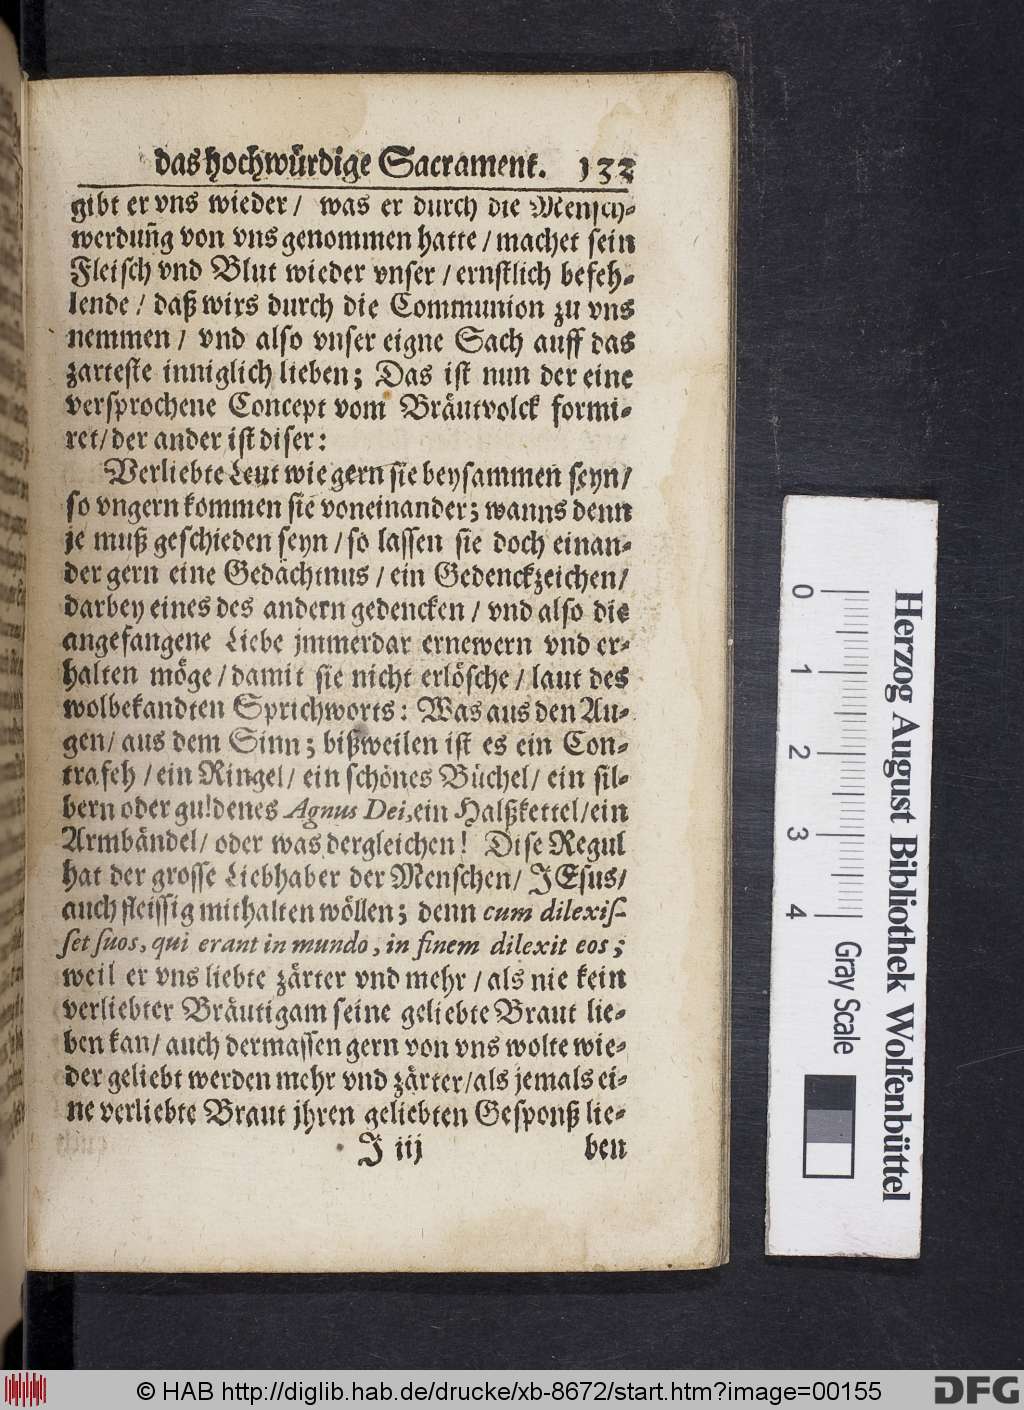 das hochwürdige Sacrament. 133
gibt er vns wieder / was er durch die Mensch-
werdung̃ von vns genommen hatte / machet sein
Fleisch vnd Blut wieder vnser / ernstlich befeh-
lende / daß wirs durch die Communion zu vns
nemmen / vnd also vnser eigne Sach auff das
zarteste inniglich lieben; Das ist nun der eine
versprochene Concept vom Bräutvolck formi-
ret / der ander ist diser:
Verliebte Leut wie gern sie beysammen seyn /
so vngern kommen sie voneinander; wanns denn
je muß geschieden seyn / so lassen sie doch einan-
der gern eine Gedächtnus / ein Gedenckzeichen /
darbey eines des andern gedencken / vnd also die
angefangene Liebe jmmerdar ernewern vnd er-
halten möge / damit sie nicht erlösche / laut des
wolbekandten Sprichworts: Was aus den Au-
gen / aus dem Sinn; bißweilen ist es ein Con-
trafeh / ein Ringel / ein schönes Büchel / ein sil-
bern oder guldenes Agnus Dei, ein Halßkettel / ein
Armbändel / oder was dergleichen! Dise Regul
hat der grosse Liebhaber der Menschen / JEsus /
auch fleissig mithalten wöllen; denn cum dilexis-
set suos, qui erant in mundo, in finem dilexit eos;
weil er vns liebte zärter vnd mehr / als nie kein
verliebter Bräutigam seine geliebte Braut lie-
ben kan / auch dermassen gern von vns wolte wie-
der geliebt werden mehr vnd zärter / als jemals ei-
ne verliebte Braut jhren geliebten Gesponß lie-
J iij ben
Herzog August Bibliothek Wolfenbüttel
0 1 2 3 4 Gray Scale
© HAB http://diglib.hab.de/drucke/xb-8672/start.htm?image=00155
DFG